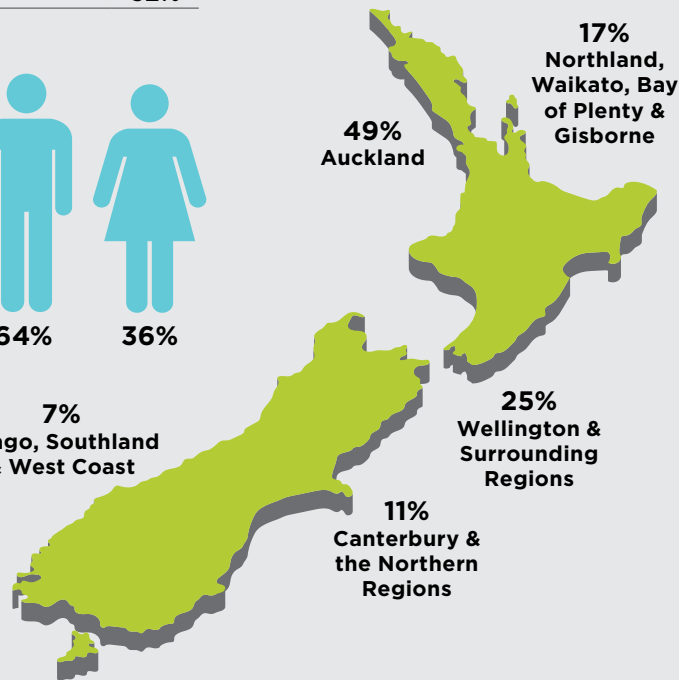 17%
Northland,
Waikato, Bay
of Plenty &
Gisborne
49%
Auckland
64%
36%
7%
Southland
West Coast
25%
Wellington &
Surrounding
Regions
11%
Canterbury &
the Northern
Regions